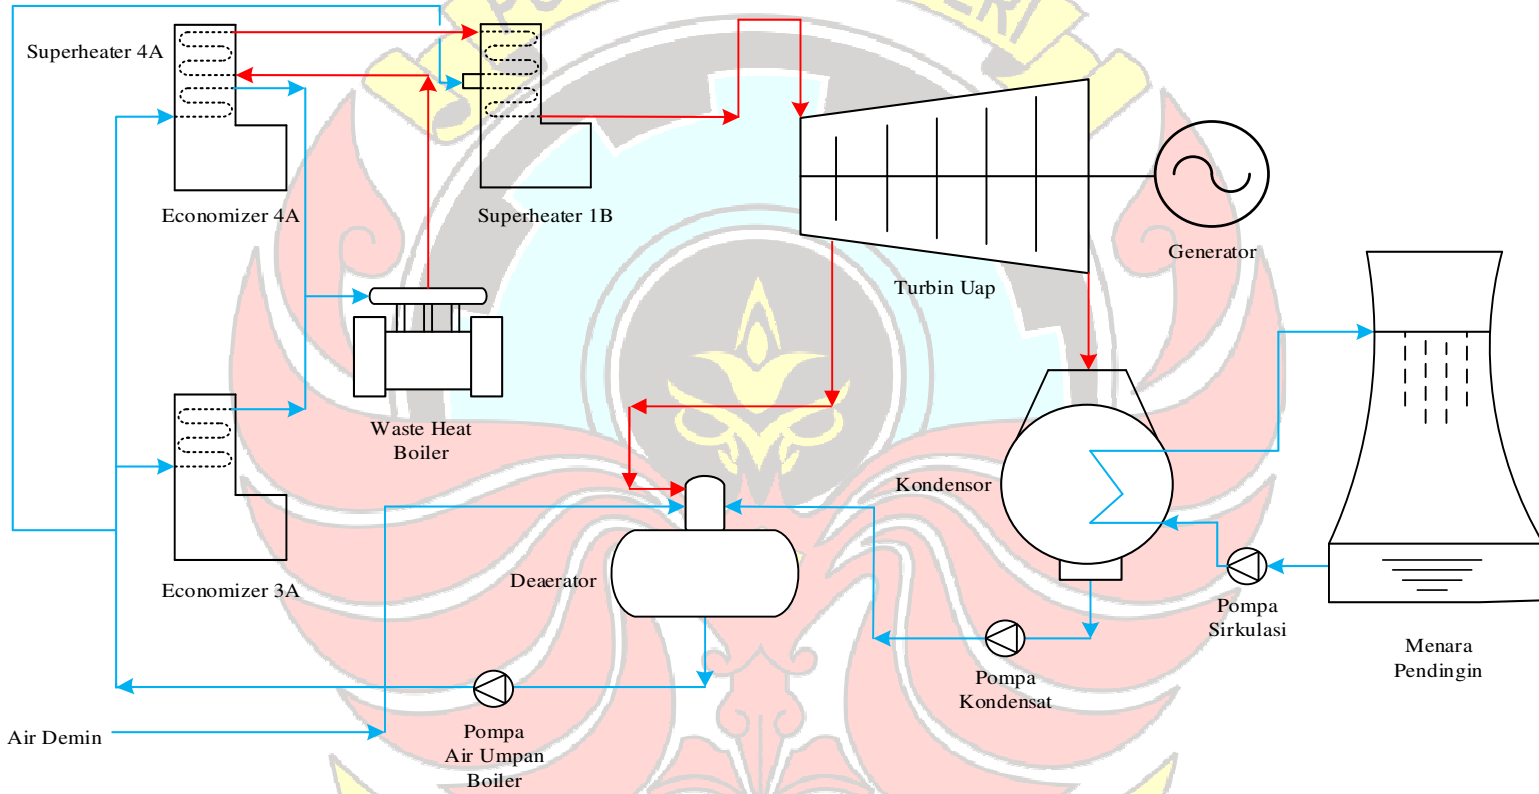 Superheater 4A
Economizer 4A
Superheater 1B
Generator
Turbin Uap
Waste Heat
Boiler
Kondensor
Deaerator
Economizer 3A
Pompa
Sirkulasi
Menara
Pendingin
Pompa
Kondensat
Air Demin
Pompa
Air Umpan
Boiler